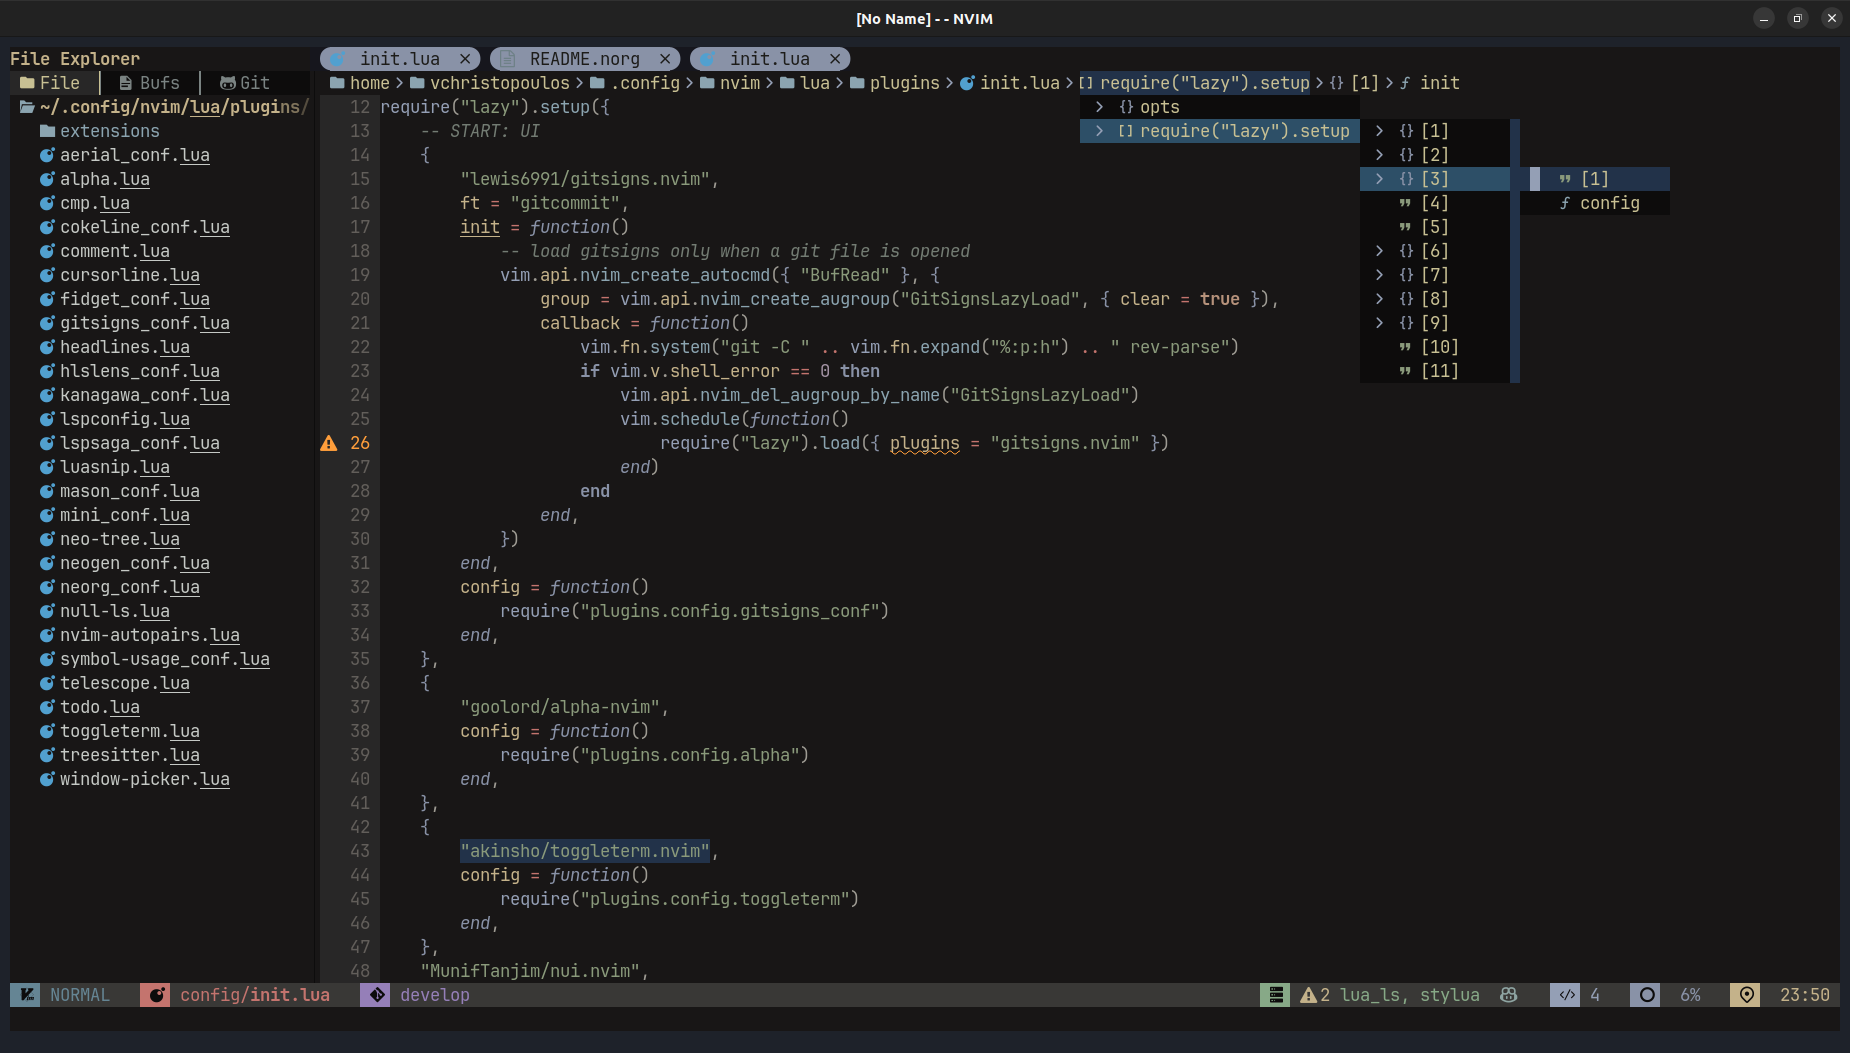 [No Name] - - NVIM
File Explorer
File Bufs Git
~/.config/nvim/lua/plugins/
extensions
aerial_conf.lua
alpha.lua
cmp.lua
cokeline_conf.lua
comment.lua
cursorline.lua
fidget_conf.lua
gitsigns_conf.lua
headlines.lua
hlslens_conf.lua
kanagawa_conf.lua
lspconfig.lua
lspsaga_conf.lua
luasnip.lua
mason_conf.lua
mini_conf.lua
neo-tree.lua
neogen_conf.lua
neorg_conf.lua
null-ls.lua
nvim-autopairs.lua
symbol-usage_conf.lua
telescope.lua
todo.lua
toggleterm.lua
treesitter.lua
window-picker.lua
init.lua × README.norg × init.lua ×
home > vchristopoulos > .config > nvim > lua > plugins > init.lua > [] require("lazy").setup > {} [1] > ƒ init
12 require("lazy").setup({
13 -- START: UI
14 {
15 "lewis6991/gitsigns.nvim",
16 ft = "gitcommit",
17 init = function()
18 -- load gitsigns only when a git file is opened
19 vim.api.nvim_create_autocmd({ "BufRead" }, {
20 group = vim.api.nvim_create_augroup("GitSignsLazyLoad", { clear = true }),
21 callback = function()
22 vim.fn.system("git -C " .. vim.fn.expand("%:p:h") .. " rev-parse")
23 if vim.v.shell_error == 0 then
24 vim.api.nvim_del_augroup_by_name("GitSignsLazyLoad")
25 vim.schedule(function()
26 require("lazy").load({ plugins = "gitsigns.nvim" })
27 end)
28 end
29 end,
30 })
31 end,
32 config = function()
33 require("plugins.config.gitsigns_conf")
34 end,
35 },
36 {
37 "goolord/alpha-nvim",
38 config = function()
39 require("plugins.config.alpha")
40 end,
41 },
42 {
43 "akinsho/toggleterm.nvim",
44 config = function()
45 require("plugins.config.toggleterm")
46 end,
47 },
48 "MunifTanjim/nui.nvim",
> {} opts
> [] require("lazy").setup
> {} [1]
> {} [2]
> {} [3]
" [4]
" [5]
> {} [6]
> {} [7]
> {} [8]
> {} [9]
" [10]
" [11]
" [1]
ƒ config
NORMAL config/init.lua develop 2 lua_ls, stylua </> 4 6% 23:50